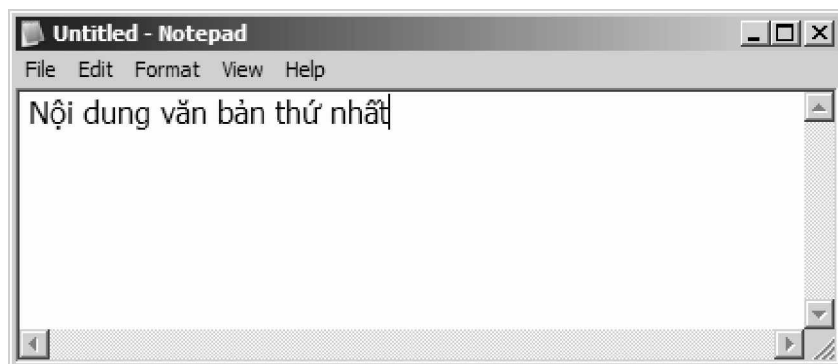 Untitled - Notepad
File Edit Format View Help
Nội dung văn bản thứ nhất